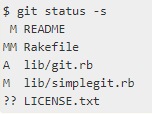 $ git status -s
 M README
MM Rakefile
A  lib/git.rb
M  lib/simplegit.rb
?? LICENSE.txt